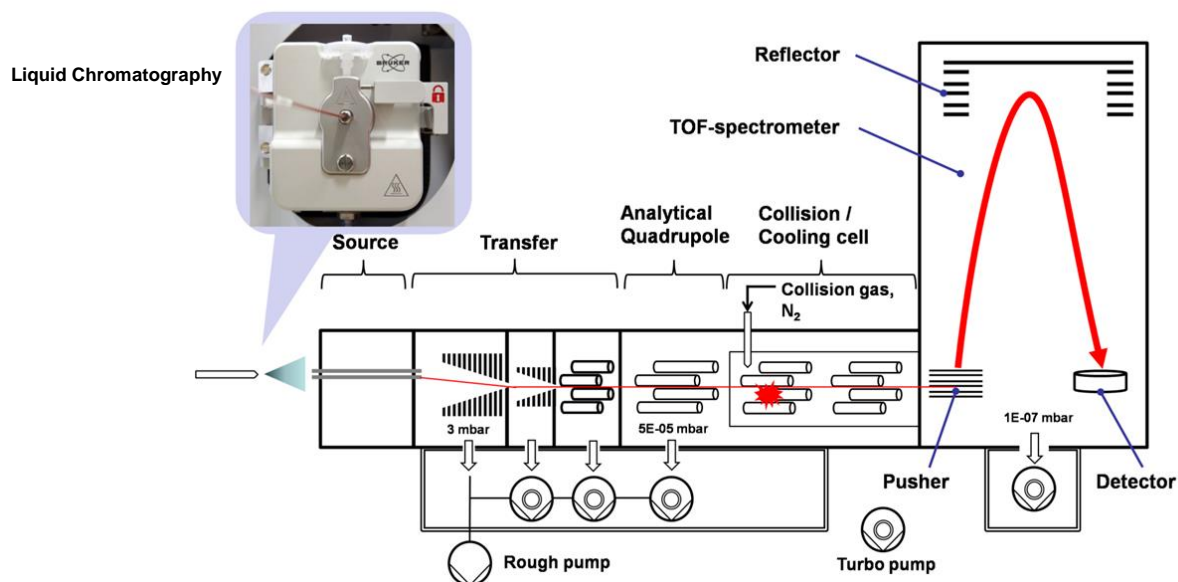 Liquid Chromatography
BRUKER
Reflector
TOF-spectrometer
Source
Transfer
Analytical
Quadrupole
Collision /
Cooling cell
Collision gas,
N₂
3 mbar
5E-05 mbar
1E-07 mbar
Pusher
Detector
Rough pump
Turbo pump